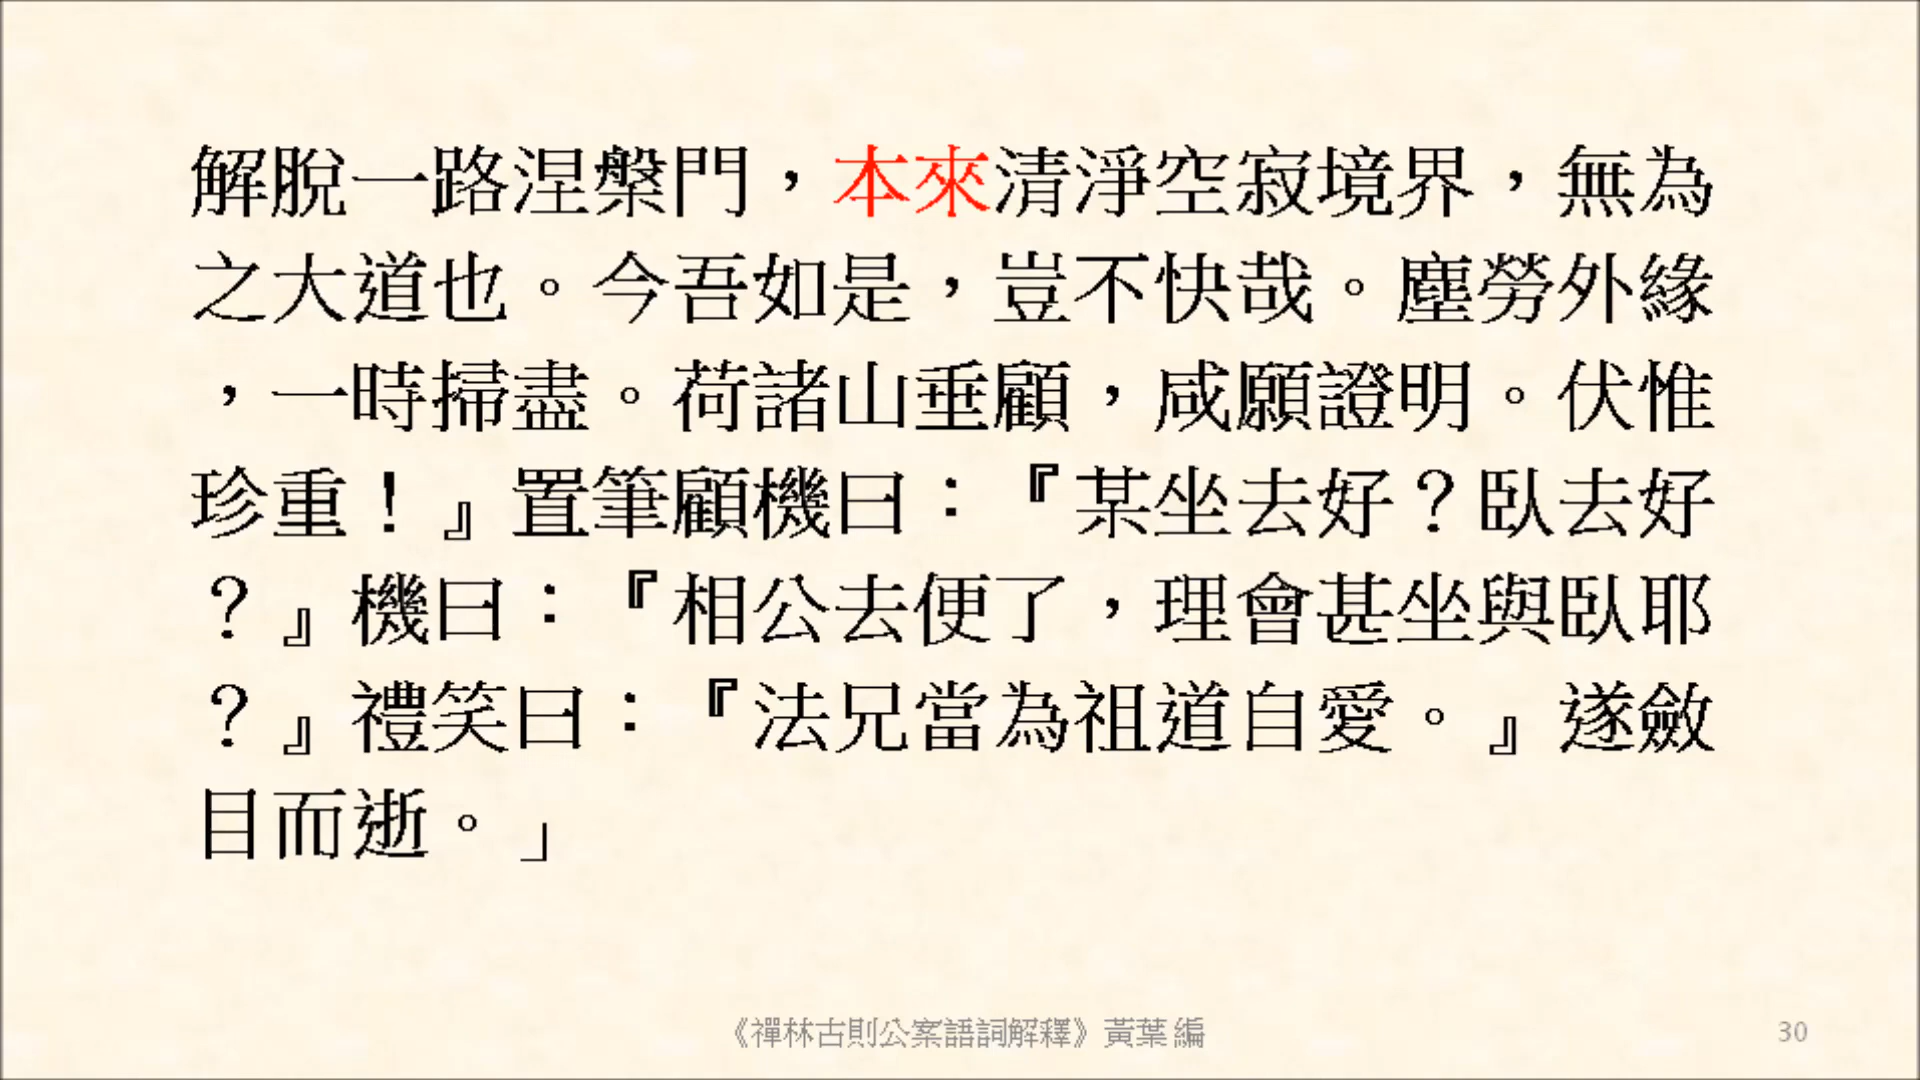 解脫一路涅槃門，本來清淨空寂境界，無為
之大道也。今吾如是，豈不快哉。塵勞外緣
，一時掃盡。荷諸山垂顧，咸願證明。伏惟
珍重！』置筆顧機曰：『某坐去好？臥去好
？』機曰：『相公去便了，理會甚坐與臥耶
？』禮笑曰：『法兄當為祖道自愛。』遂斂
目而逝。」
《禪林古則公案語詞解釋》黃葉 編
30